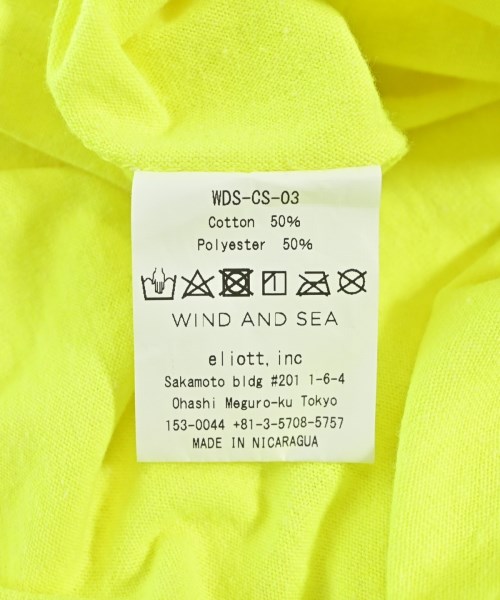 WDS-CS-03
Cotton 50%
Polyester 50%
WIND AND SEA
eliott, inc
Sakamoto bldg #201 1-6-4
Ohashi Meguro-ku Tokyo
153-0044 +81-3-5708-5757
MADE IN NICARAGUA